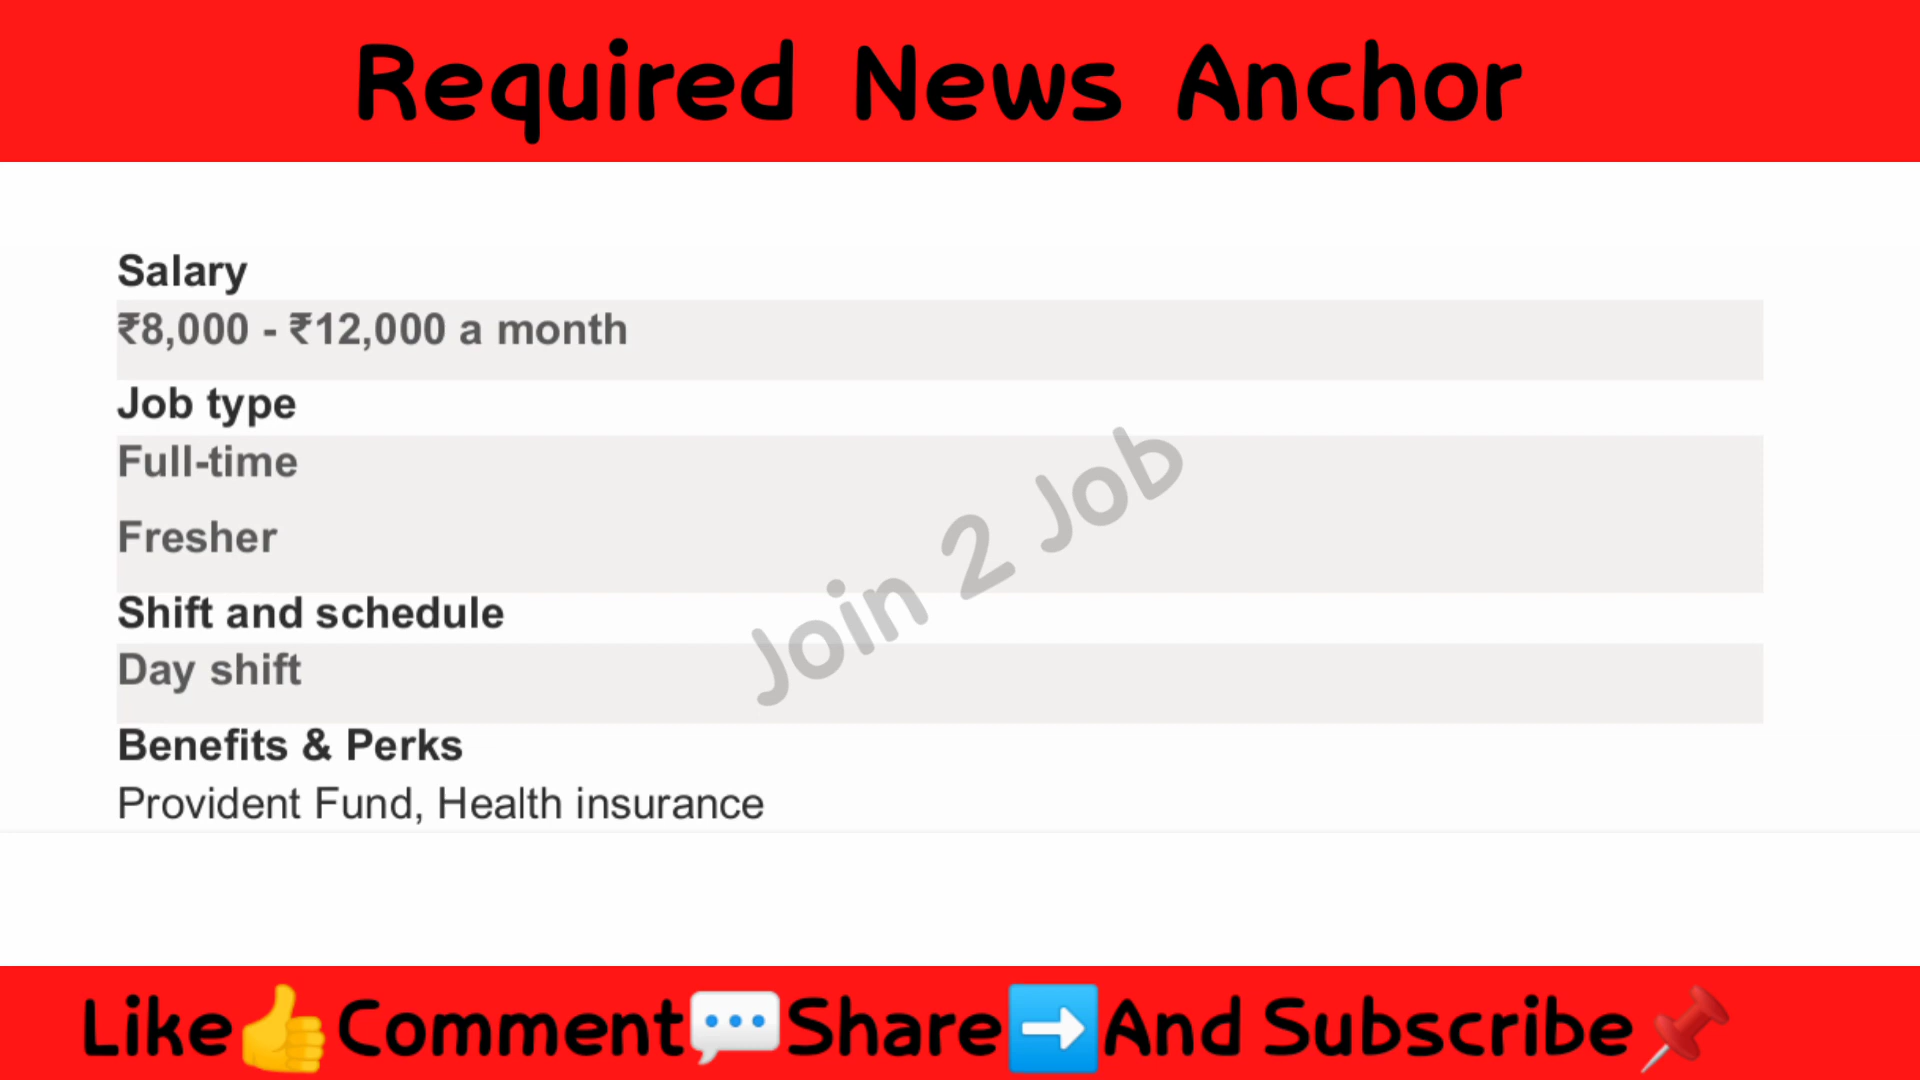 Required News Anchor
Salary
₹8,000 - ₹12,000 a month
Job type
Full-time
Fresher
Shift and schedule
Day shift
Benefits & Perks
Provident Fund, Health insurance
Join 2 Job
Like👍Comment💬Share➡️And Subscribe📌